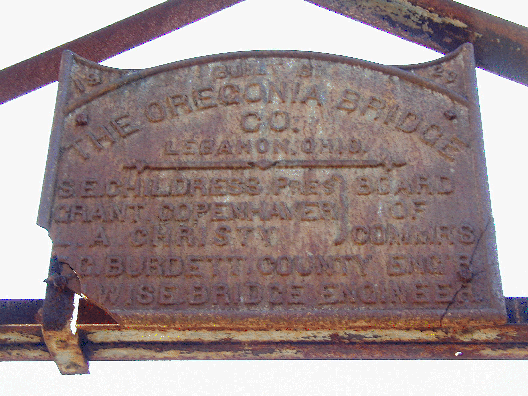 BUILT BY
THE OREGONIA BRIDGE
CO.
LEBANON, OHIO.
S.E. CHILDRESS PRES. BOARD
GRANT COPENHAVER OF
A. CHRISTY COMMRS
BURDETT COUNTY ENG'R
WISE. BRIDGE ENGINEER